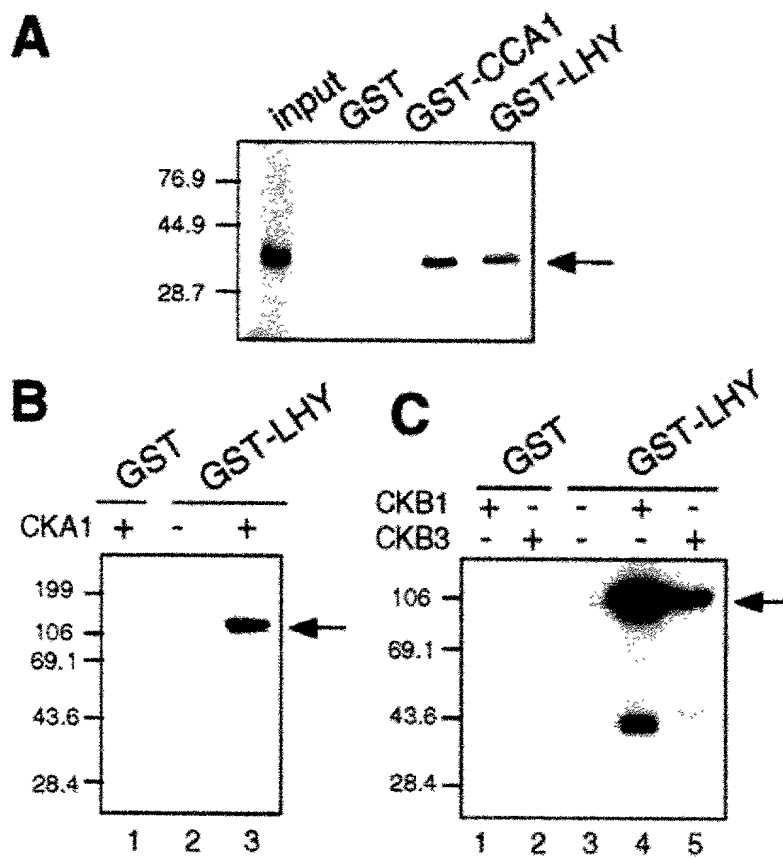 A
input GST GST-CCA1 GST-LHY
76.9
44.9
28.7
B
GST GST-LHY
CKA1 + - +
199
106
69.1
43.6
28.4
1 2 3
C
GST GST-LHY
CKB1 + - - + -
CKB3 - + - - +
106
69.1
43.6
28.4
1 2 3 4 5